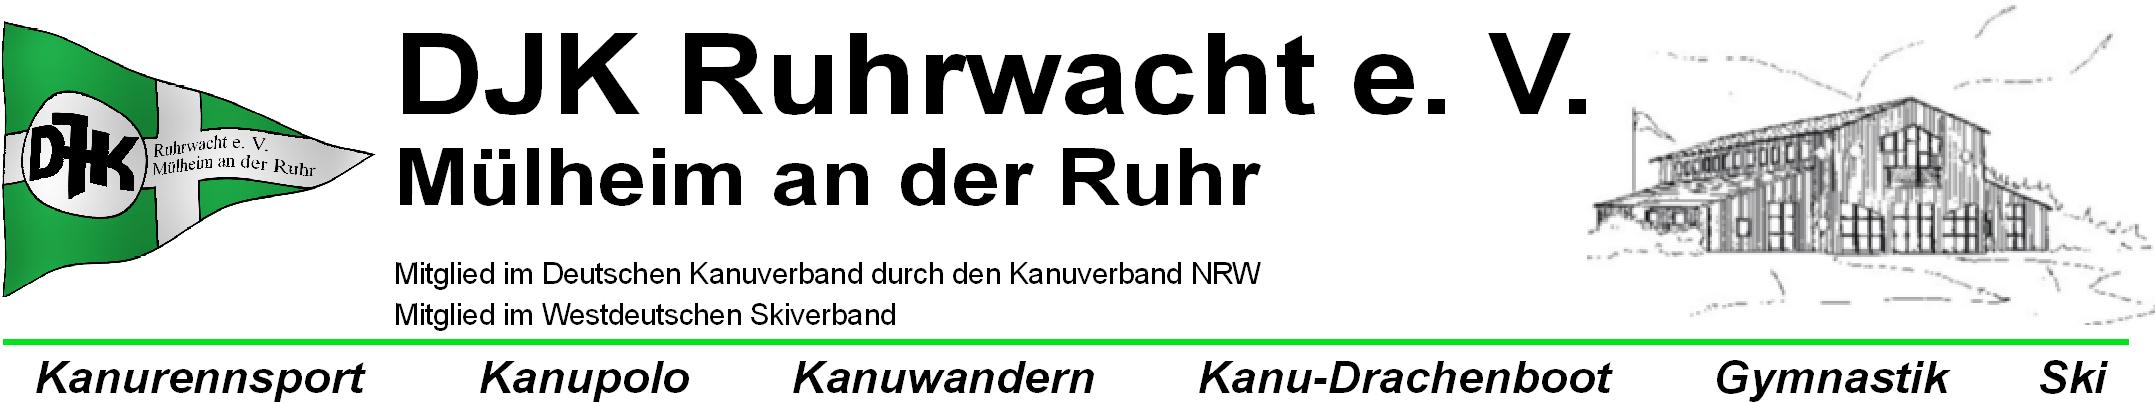 DJK
Ruhrwacht e. V.
Mülheim an der Ruhr
DJK Ruhrwacht e. V.
Mülheim an der Ruhr
Mitglied im Deutschen Kanuverband durch den Kanuverband NRW
Mitglied im Westdeutschen Skiverband
Kanurennsport Kanupolo Kanuwandern Kanu-Drachenboot Gymnastik Ski